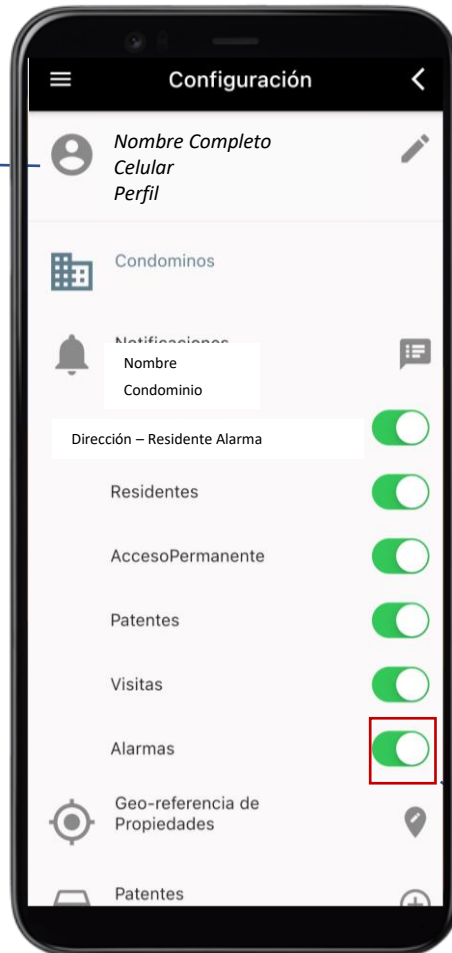 Configuración
Nombre Completo
Celular
Perfil
Condominos
Notificaciones
Nombre
Condominio
Dirección – Residente Alarma
Residentes
AccesoPermanente
Patentes
Visitas
Alarmas
Geo-referencia de
Propiedades
Patentes